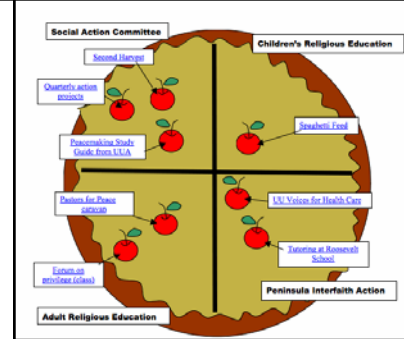 Social Action Committee
Children's Religious Education
Second Harvest
Quarterly action
projects
Spaghetti Feed
Peacemaking Study
Guide from UUA
Pastors for Peace
caravan
UU Voices for Health Care
Tutoring at Roosevelt
School
Forum on
privilege (class)
Peninsula Interfaith Action
Adult Religious Education